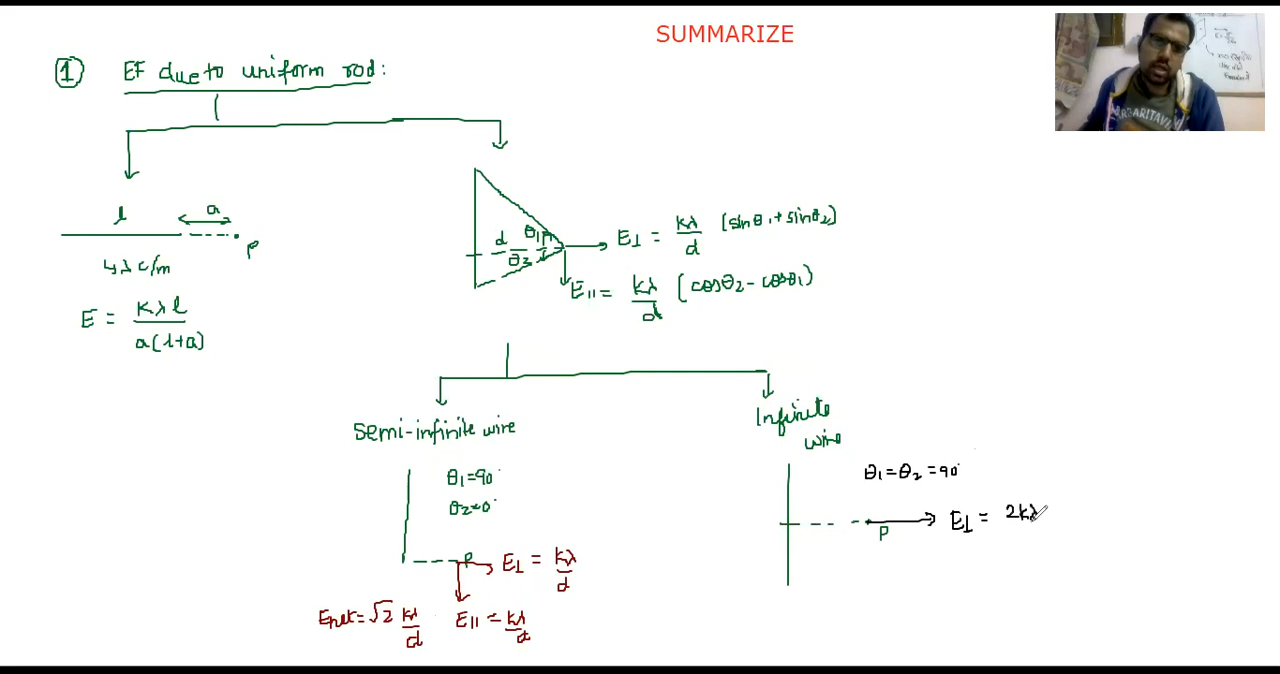 SUMMARIZE
1) EF due to uniform rod:
l
a
P
λ c/m
E = kλl / a(l+a)
d
θ1
θ2
E⊥ = kλ/d [sinθ1+sinθ2]
E|| = kλ/d [cosθ2-cosθ1)
Semi-infinite wire
θ1=90°
θ2=0°
P
E⊥ = kλ/d
E|| = kλ/d
Enet=√2 kλ/d
Infinite
wire
θ1=θ2=90°
P
E⊥ = 2kλ
MARGARITAVI